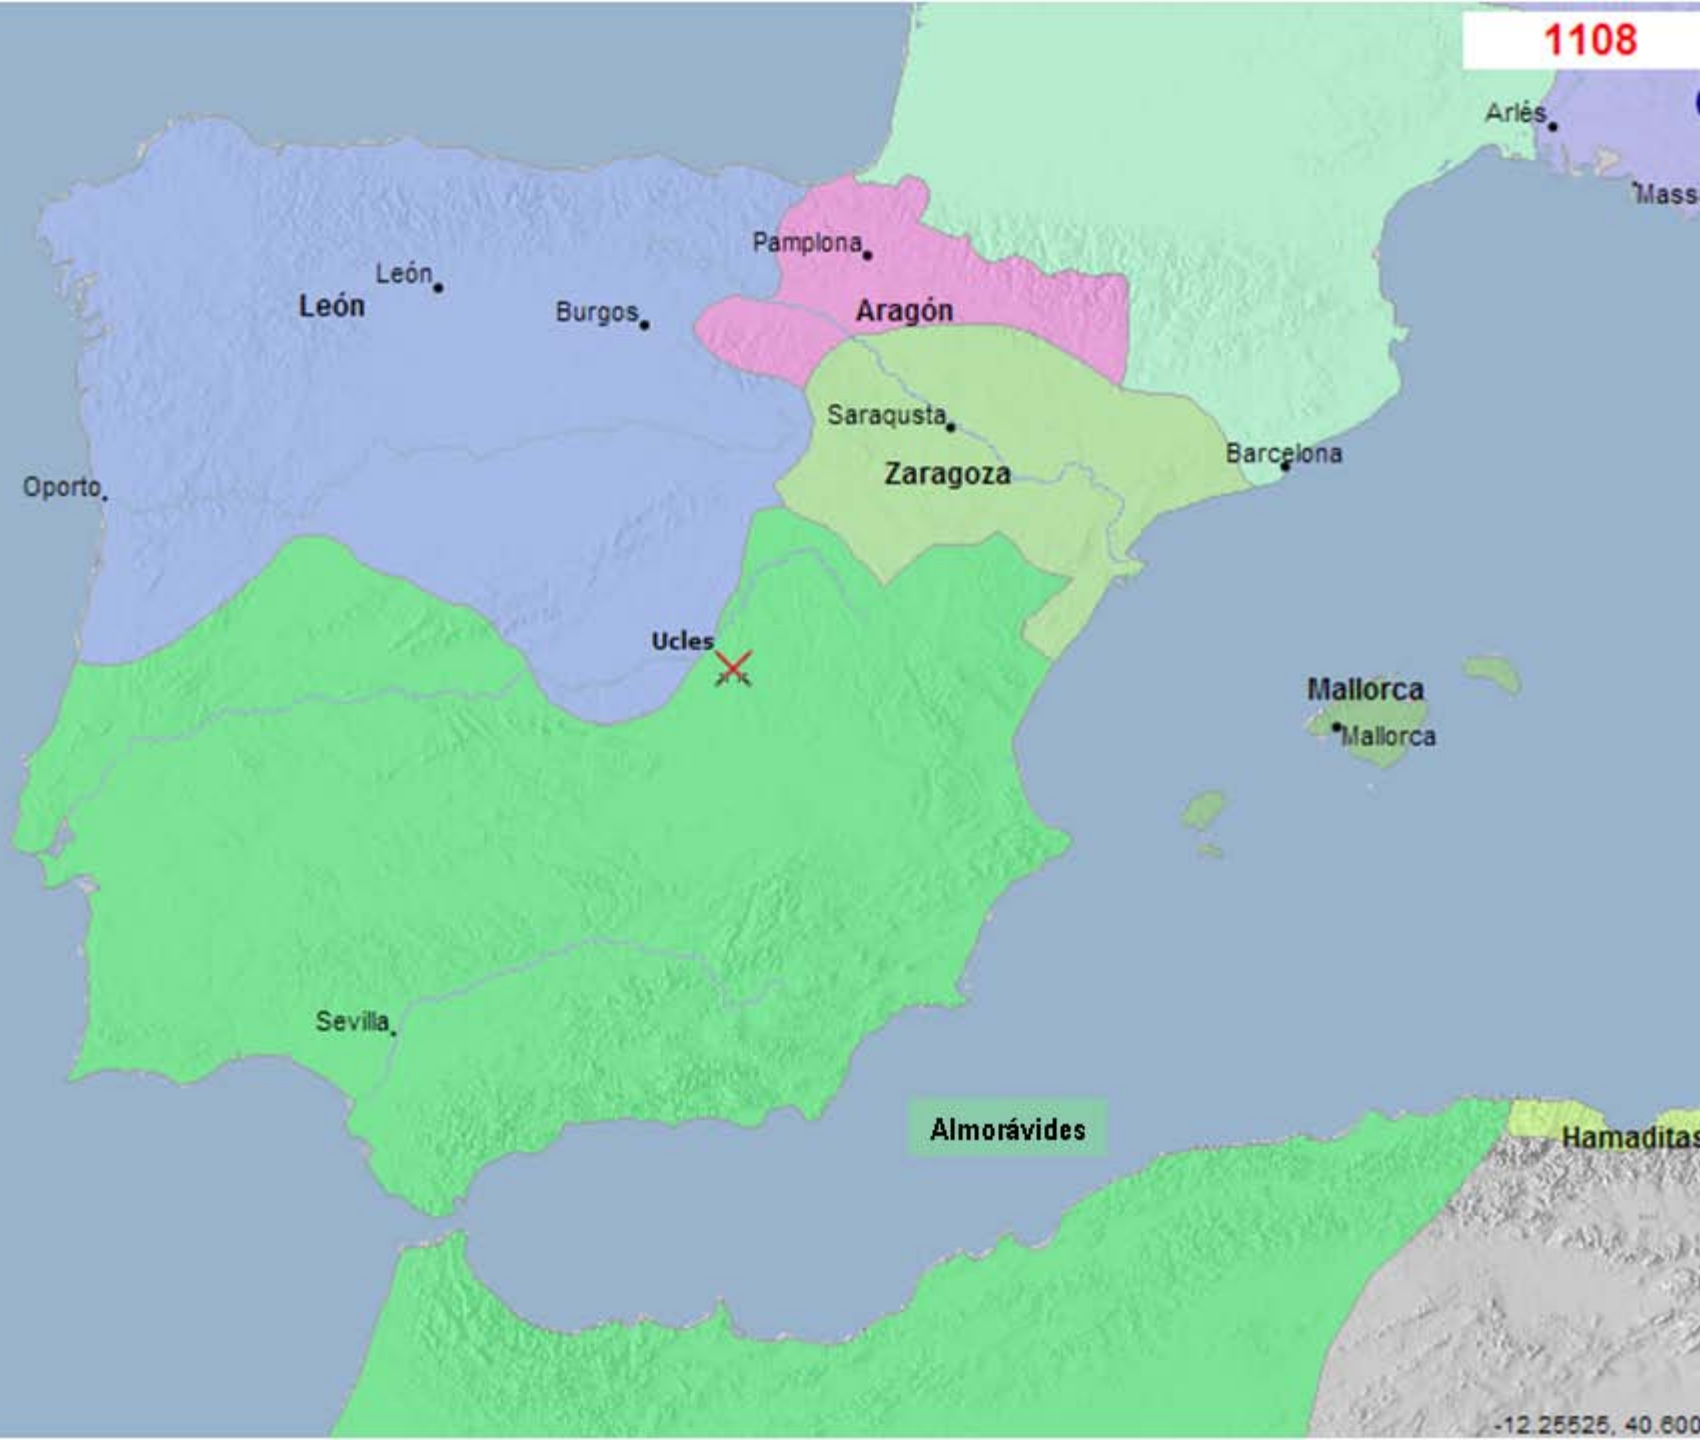 1108
Arlés
Mass
Pamplona
León
León
Burgos
Aragón
Saraqusta
Zaragoza
Barcelona
Oporto
Ucles
Mallorca
Mallorca
Sevilla
Almorávides
Hamaditas
-12.25525, 40.600